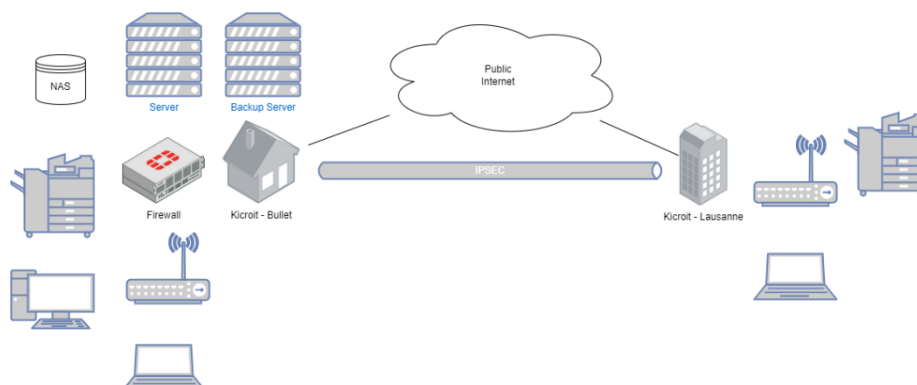 NAS
Server
Backup Server
Public
Internet
Firewall
Kicroit - Bullet
IPSEC
Kicroit - Lausanne